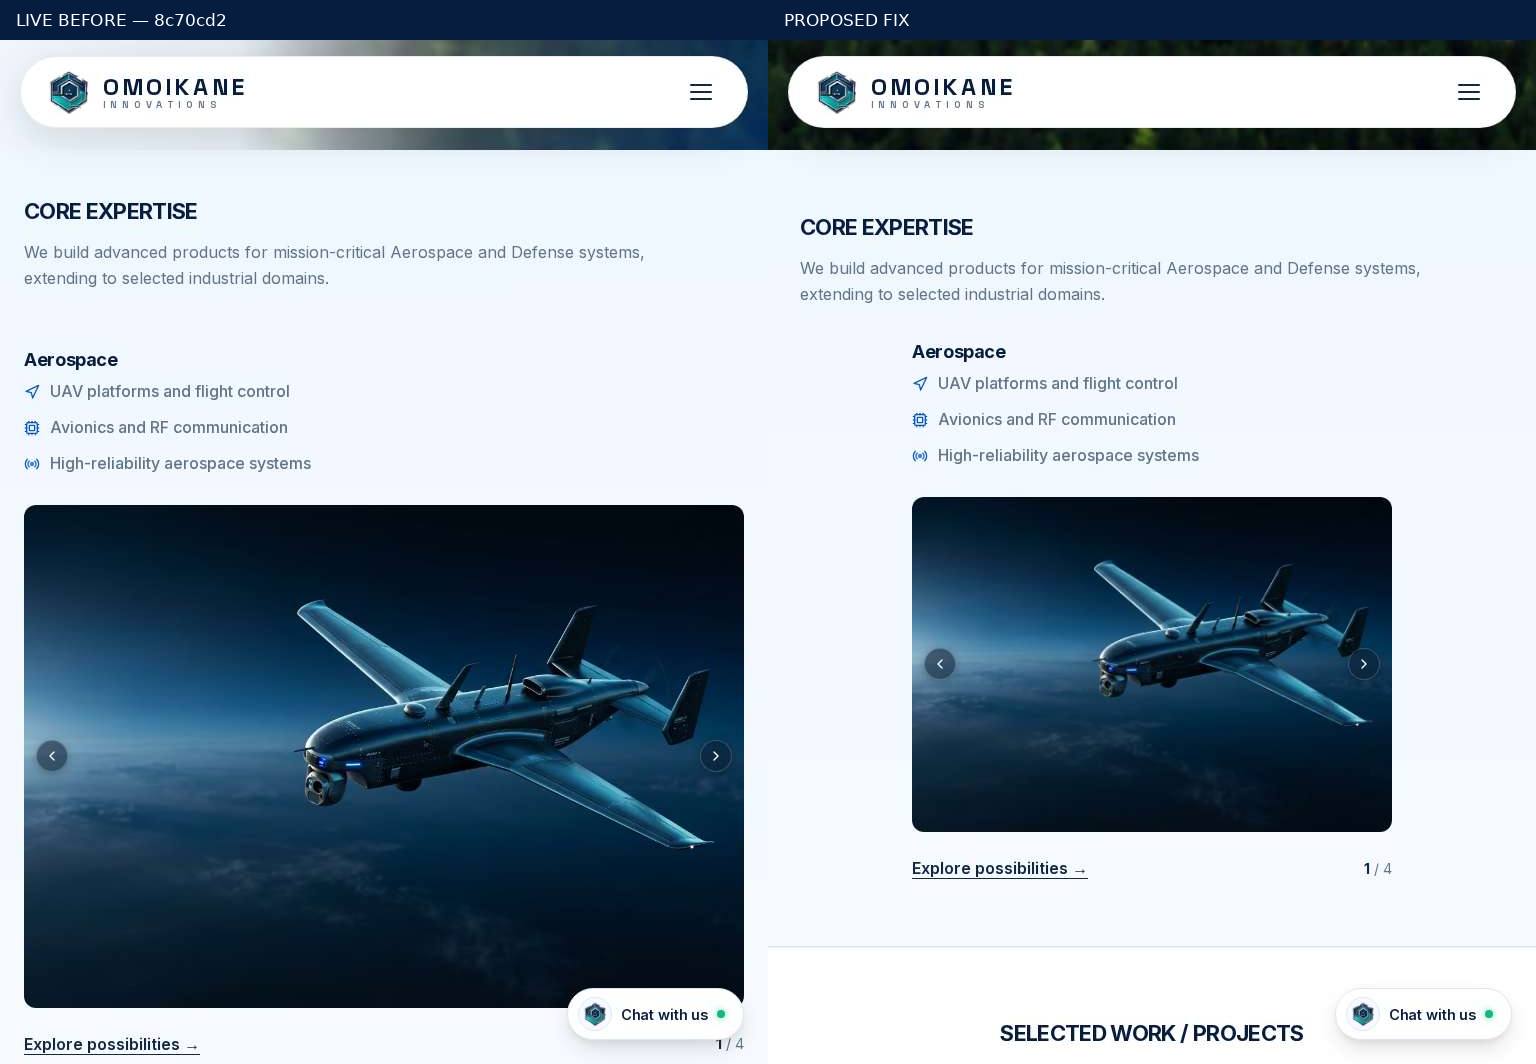 LIVE BEFORE — 8c70cd2
OMOIKANE
INNOVATIONS
CORE EXPERTISE
We build advanced products for mission-critical Aerospace and Defense systems,
extending to selected industrial domains.
Aerospace
UAV platforms and flight control
Avionics and RF communication
High-reliability aerospace systems
Chat with us
Explore possibilities →
1 / 4
PROPOSED FIX
OMOIKANE
INNOVATIONS
CORE EXPERTISE
We build advanced products for mission-critical Aerospace and Defense systems,
extending to selected industrial domains.
Aerospace
UAV platforms and flight control
Avionics and RF communication
High-reliability aerospace systems
Explore possibilities →
1 / 4
SELECTED WORK / PROJECTS
Chat with us